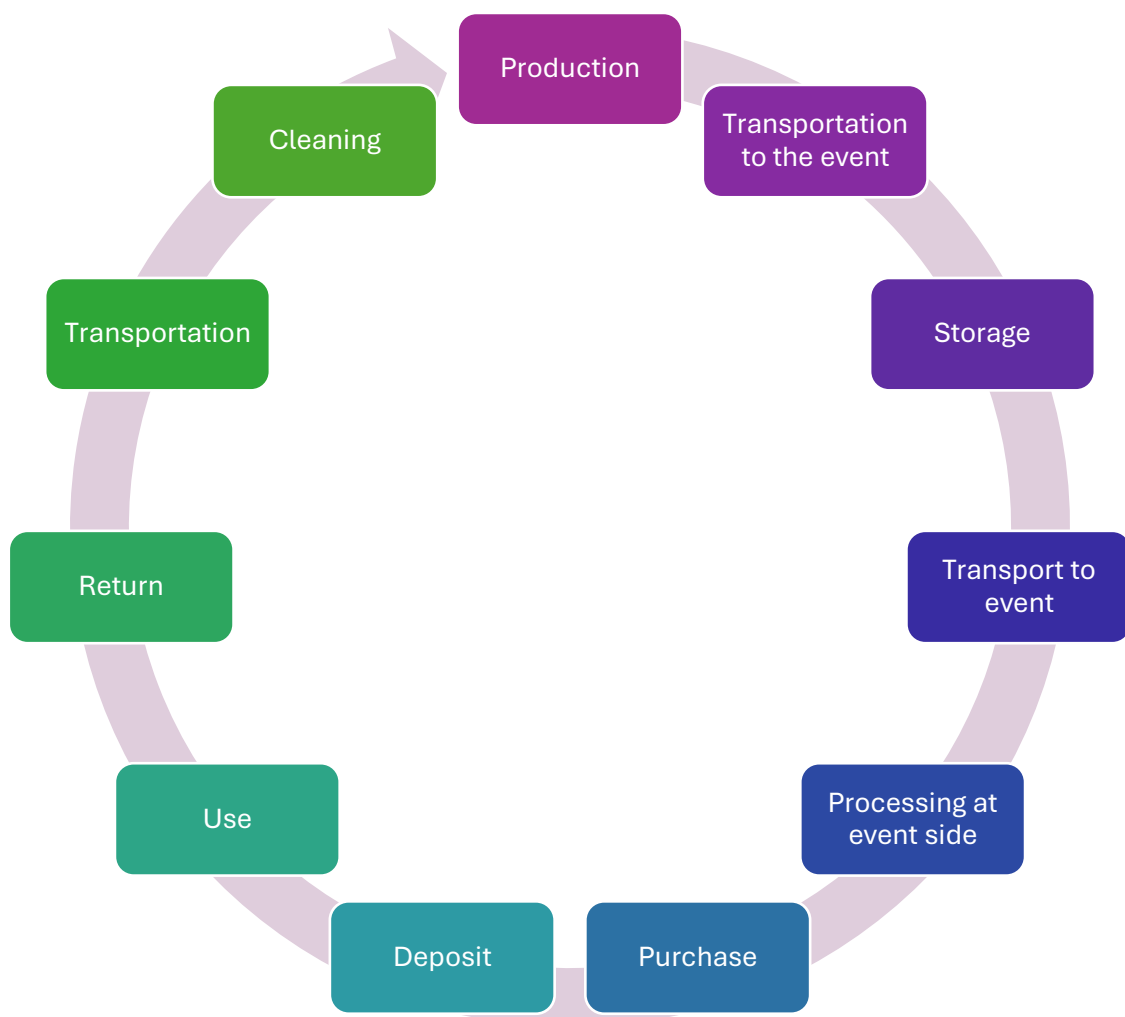 Production
Transportation
to the event
Storage
Transport to
event
Processing at
event side
Purchase
Deposit
Use
Return
Transportation
Cleaning